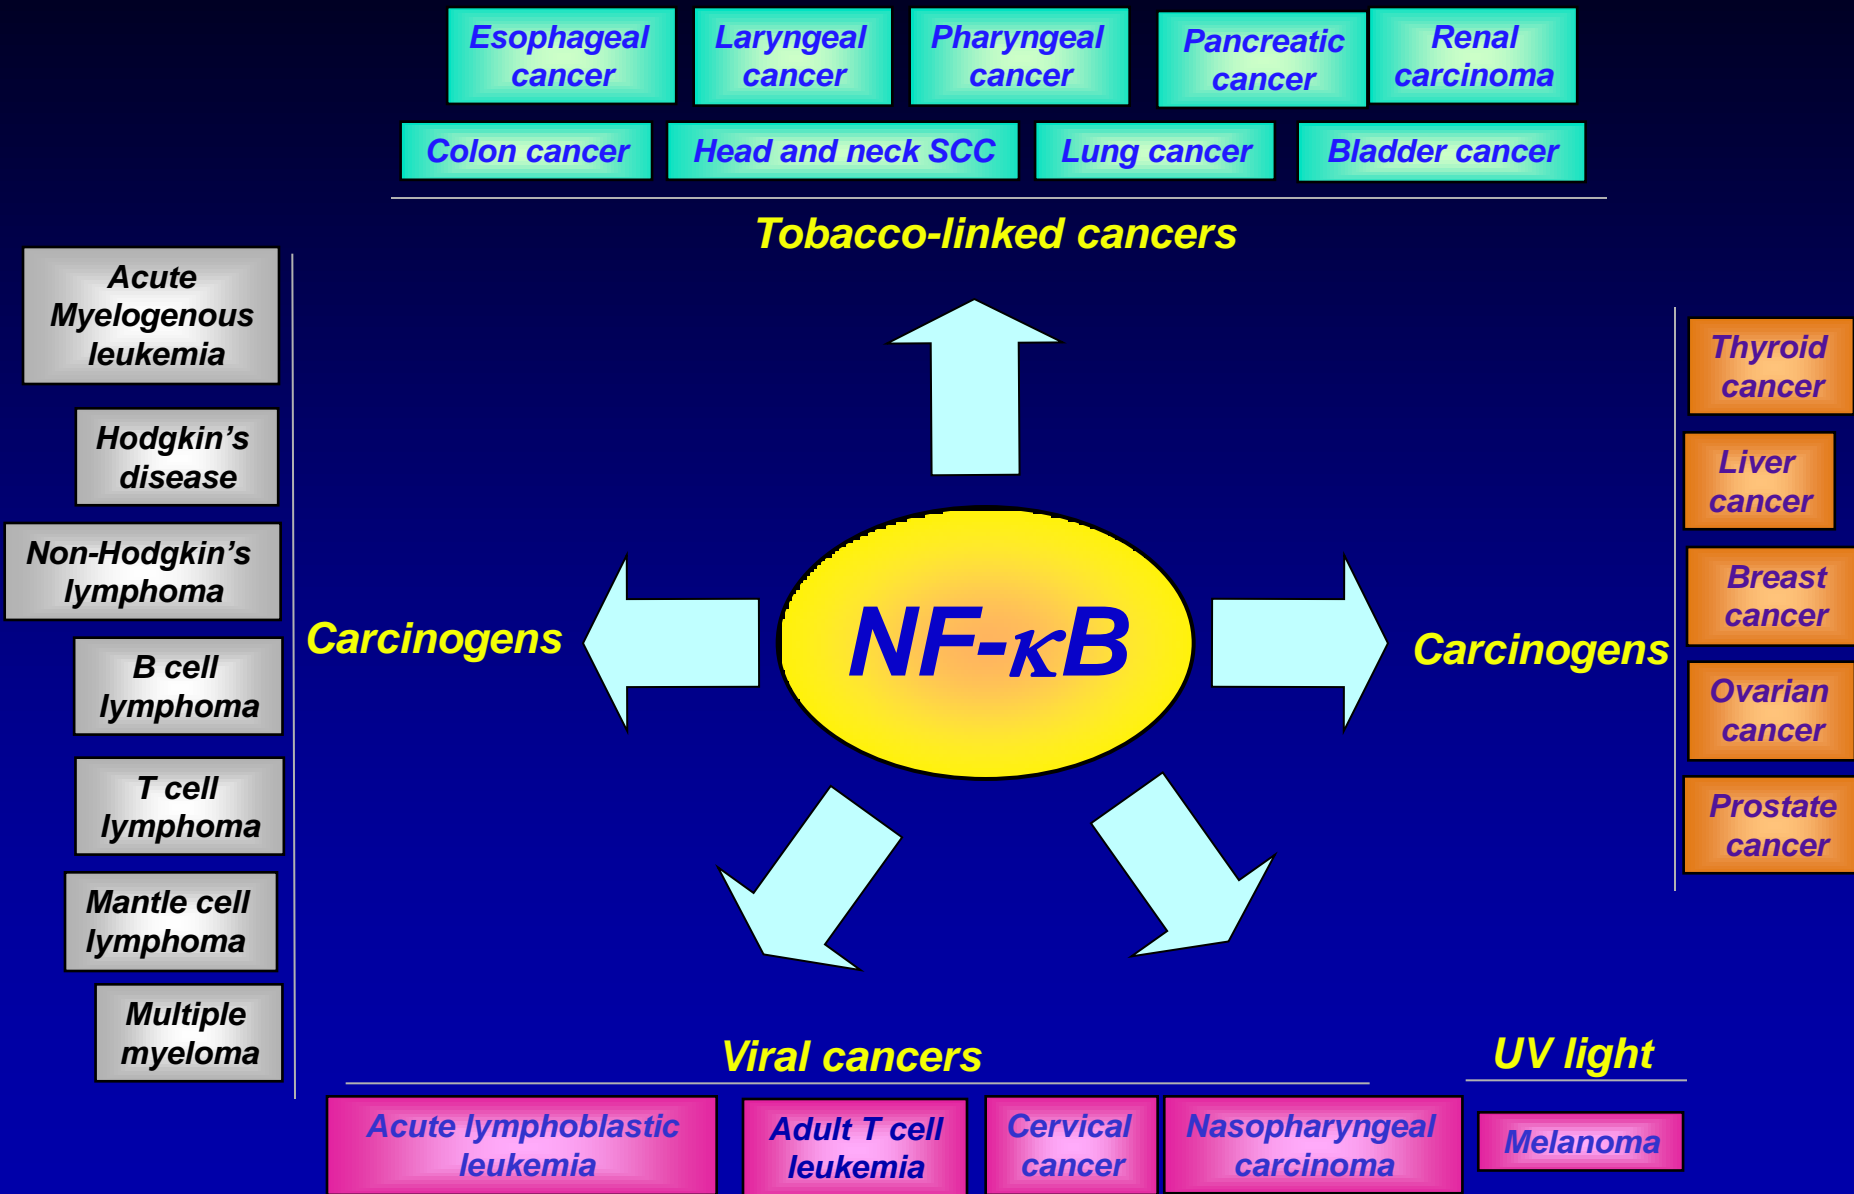 Esophageal
cancer
Laryngeal
cancer
Pharyngeal
cancer
Pancreatic
cancer
Renal
carcinoma
Colon cancer
Head and neck SCC
Lung cancer
Bladder cancer
Tobacco-linked cancers
Acute
Myelogenous
leukemia
Hodgkin’s
disease
Non-Hodgkin’s
lymphoma
B cell
lymphoma
T cell
lymphoma
Mantle cell
lymphoma
Multiple
myeloma
Carcinogens
NF-κB
Carcinogens
Thyroid
cancer
Liver
cancer
Breast
cancer
Ovarian
cancer
Prostate
cancer
Viral cancers
Acute lymphoblastic
leukemia
Adult T cell
leukemia
Cervical
cancer
Nasopharyngeal
carcinoma
UV light
Melanoma